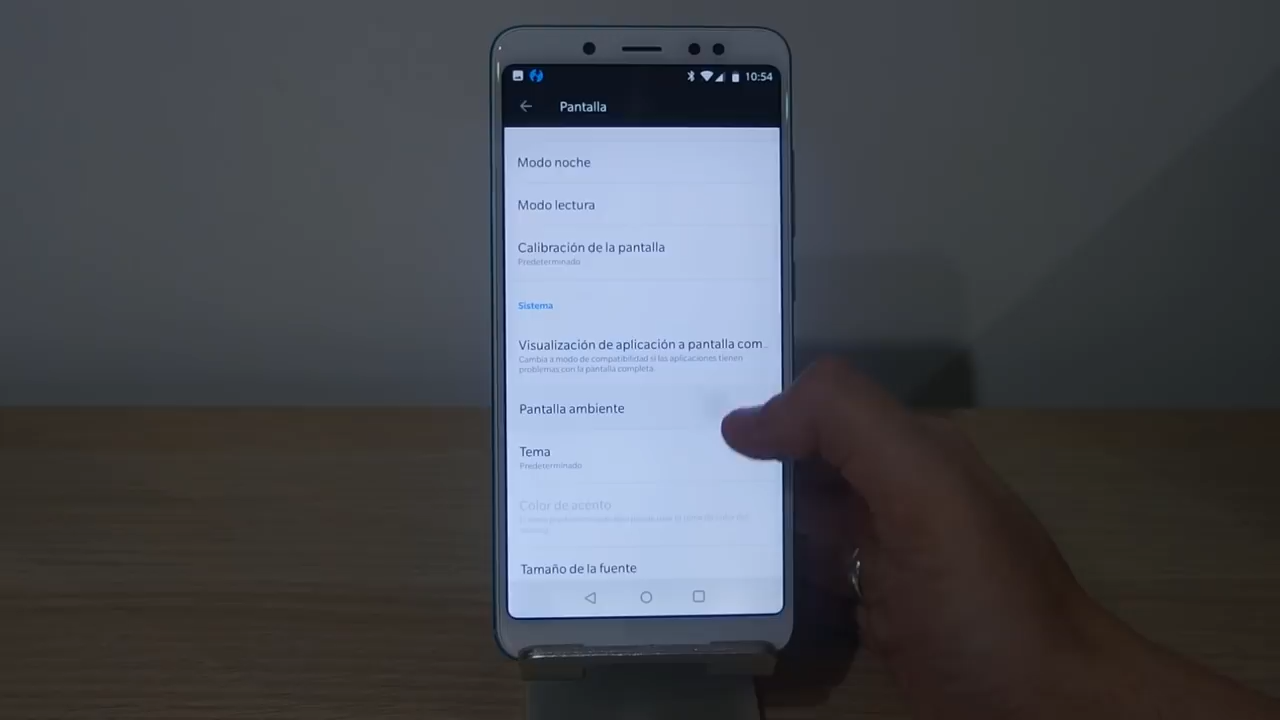 10:54
Pantalla
Modo noche
Modo lectura
Calibración de la pantalla
Predeterminado
Sistema
Visualización de aplicación a pantalla com..
Cambia a modo de compatibilidad si las aplicaciones tienen
problemas con la pantalla completa.
Pantalla ambiente
Tema
Predeterminado
Color de acento
Tamaño de la fuente